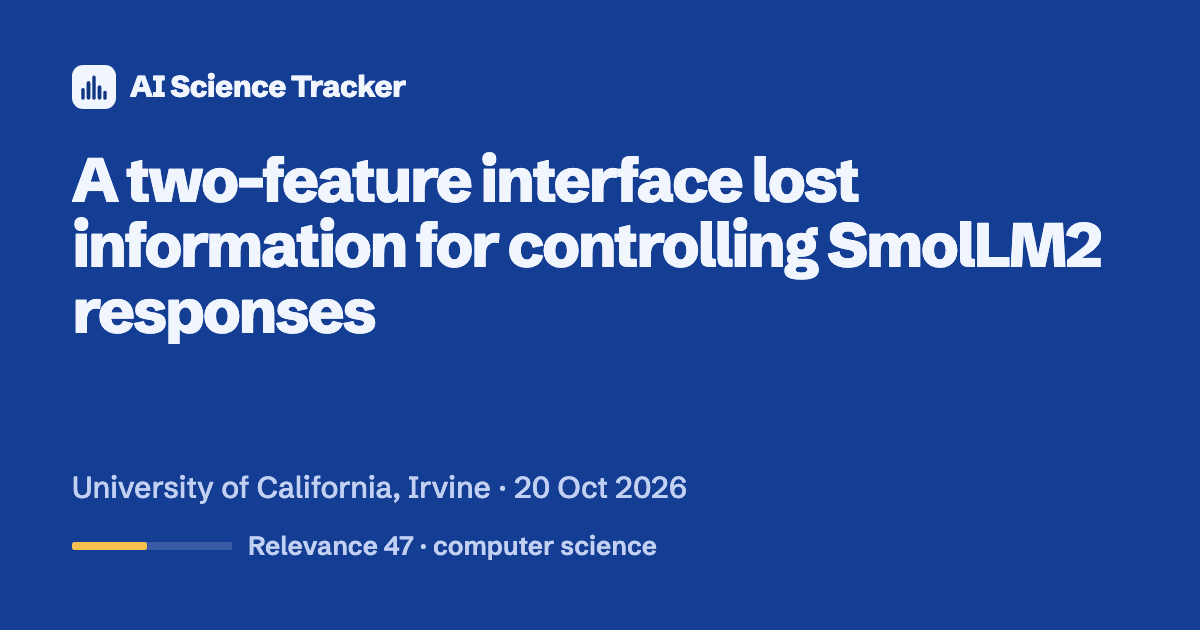 AI Science Tracker
A two-feature interface lost
information for controlling SmolLM2
responses
University of California, Irvine · 20 Oct 2026
Relevance 47 · computer science